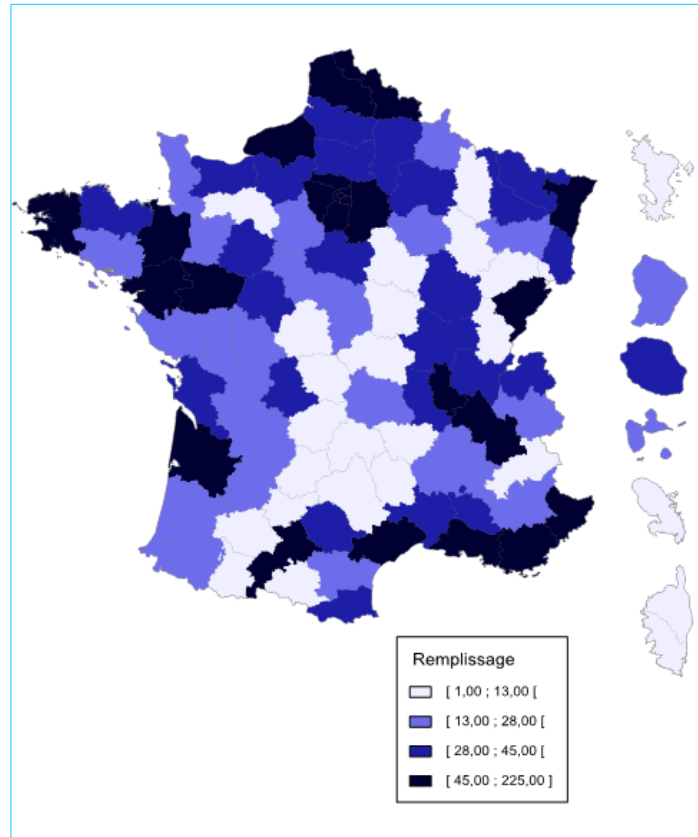 Remplissage
[ 1,00 ; 13,00 [
[ 13,00 ; 28,00 [
[ 28,00 ; 45,00 [
[ 45,00 ; 225,00 ]